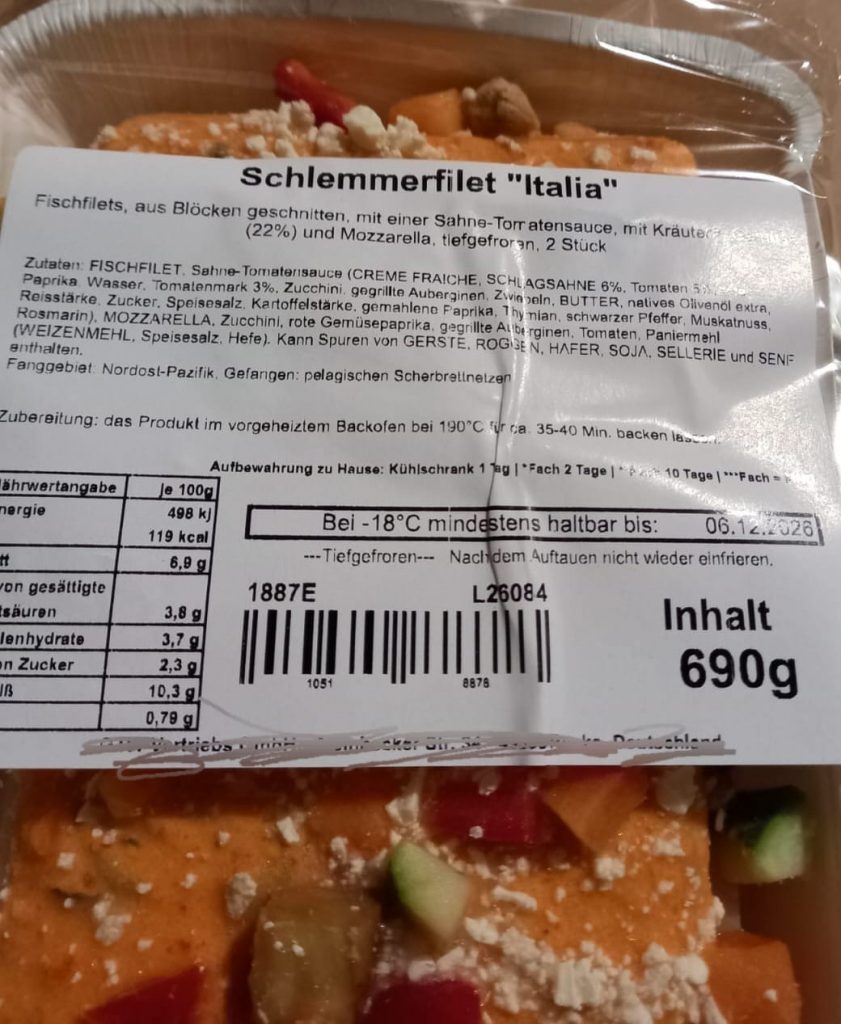 Schlemmerfilet "Italia"
Fischfilets, aus Blöcken geschnitten, mit einer Sahne-Tomatensauce, mit
(22%) und Mozzarella, tiefgefroren, 2 Stück
Zutaten: FISCHFILET, Sahne-Tomatensauce (CREME FRAICHE, SCHLAGSAHNE 6%, Tomaten
Paprika, Wasser, Tomatenmark 3%, Zucchini, gegrillte Auberginen, Zwiebeln, BUTTER, natives Olivenöl extra,
Reisstärke, Zucker, Speisesalz, Kartoffelstärke, gemahlene Paprika, Thymian, schwarzer Pfeffer, Muskatnuss,
Rosmarin), MOZZARELLA, Zucchini, rote Gemüsepaprika, gegrillte Auberginen, Tomaten, Paniermehl
(WEIZENMEHL, Speisesalz, Hefe). Kann Spuren von GERSTE, ROGGEN, HAFER, SOJA, SELLERIE und SENF
enthalten.
Fanggebiet: Nordost-Pazifik, Gefangen: pelagischen Scherbrettnetzen
Zubereitung: das Produkt im vorgeheiztem Backofen bei 190°C für ca. 35-40 Min. backen
Aufbewahrung zu Hause: Kühlschrank 1 Tag | *Fach 2 Tage | 10 Tage | ***Fach =
ährwertangabe je 100g
nergie 498 kj
119 kcal
tt 6,9 g
von gesättigte
tsäuren 3,8 g
lenhydrate 3,7 g
on Zucker 2,3 g
iß 10,3 g
0,79 g
Bei -18°C mindestens haltbar bis: 06.12.2026
---Tiefgefroren--- Nach dem Auftauen nicht wieder einfrieren.
1887E L26084
1051 8878
Inhalt
690g
Deutschland